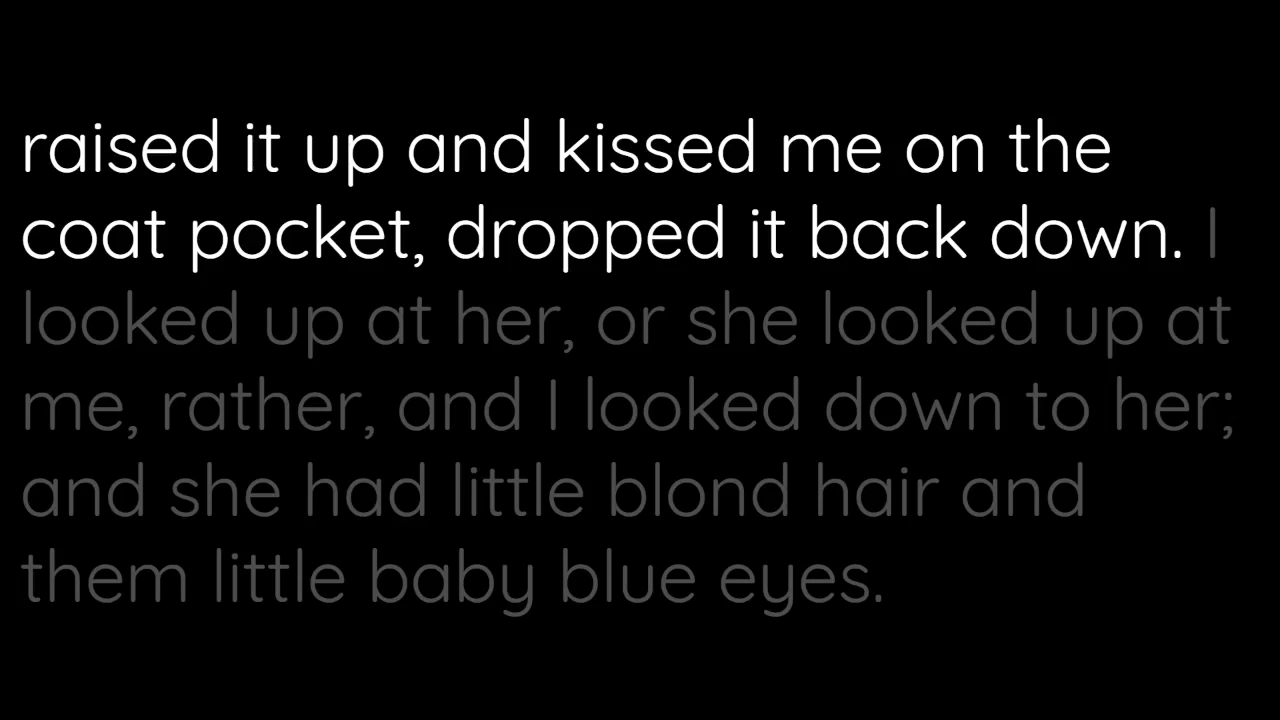 raised it up and kissed me on the
coat pocket, dropped it back down. I
looked up at her, or she looked up at
me, rather, and I looked down to her;
and she had little blond hair and
them little baby blue eyes.